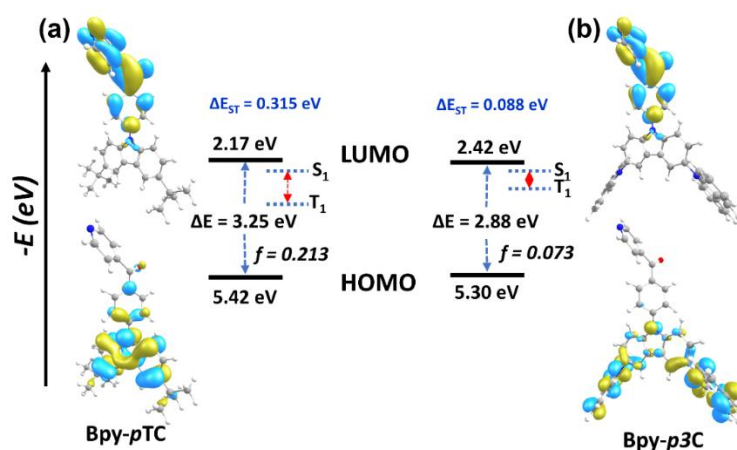 (a)
(b)
-E (eV)
ΔE_ST = 0.315 eV
ΔE_ST = 0.088 eV
2.17 eV
LUMO
2.42 eV
S₁
T₁
S₁
T₁
ΔE = 3.25 eV
ΔE = 2.88 eV
f = 0.213
f = 0.073
HOMO
5.42 eV
5.30 eV
Bpy-pTC
Bpy-p3C